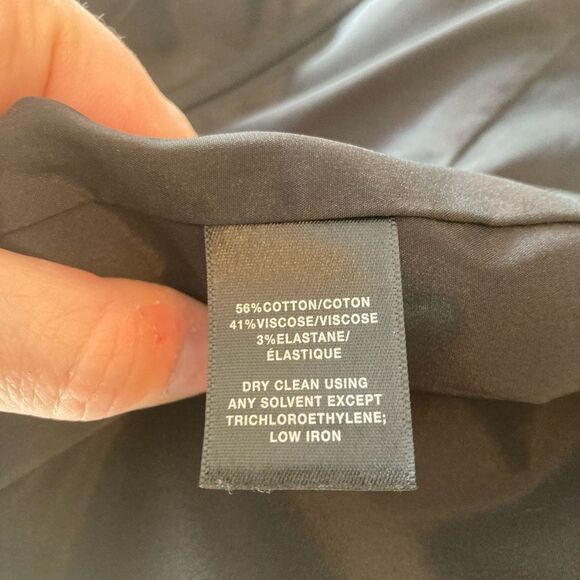 56%COTTON/COTON
41%VISCOSE/VISCOSE
3%ELASTANE/
ÉLASTIQUE
DRY CLEAN USING
ANY SOLVENT EXCEPT
TRICHLOROETHYLENE;
LOW IRON